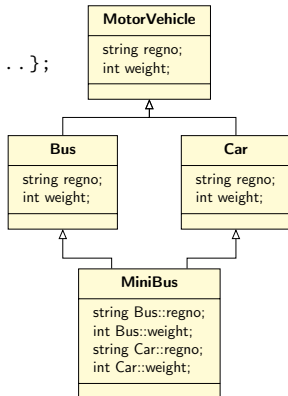 MotorVehicle
string regno;
int weight;
..};
Bus
string regno;
int weight;
Car
string regno;
int weight;
MiniBus
string Bus::regno;
int Bus::weight;
string Car::regno;
int Car::weight;